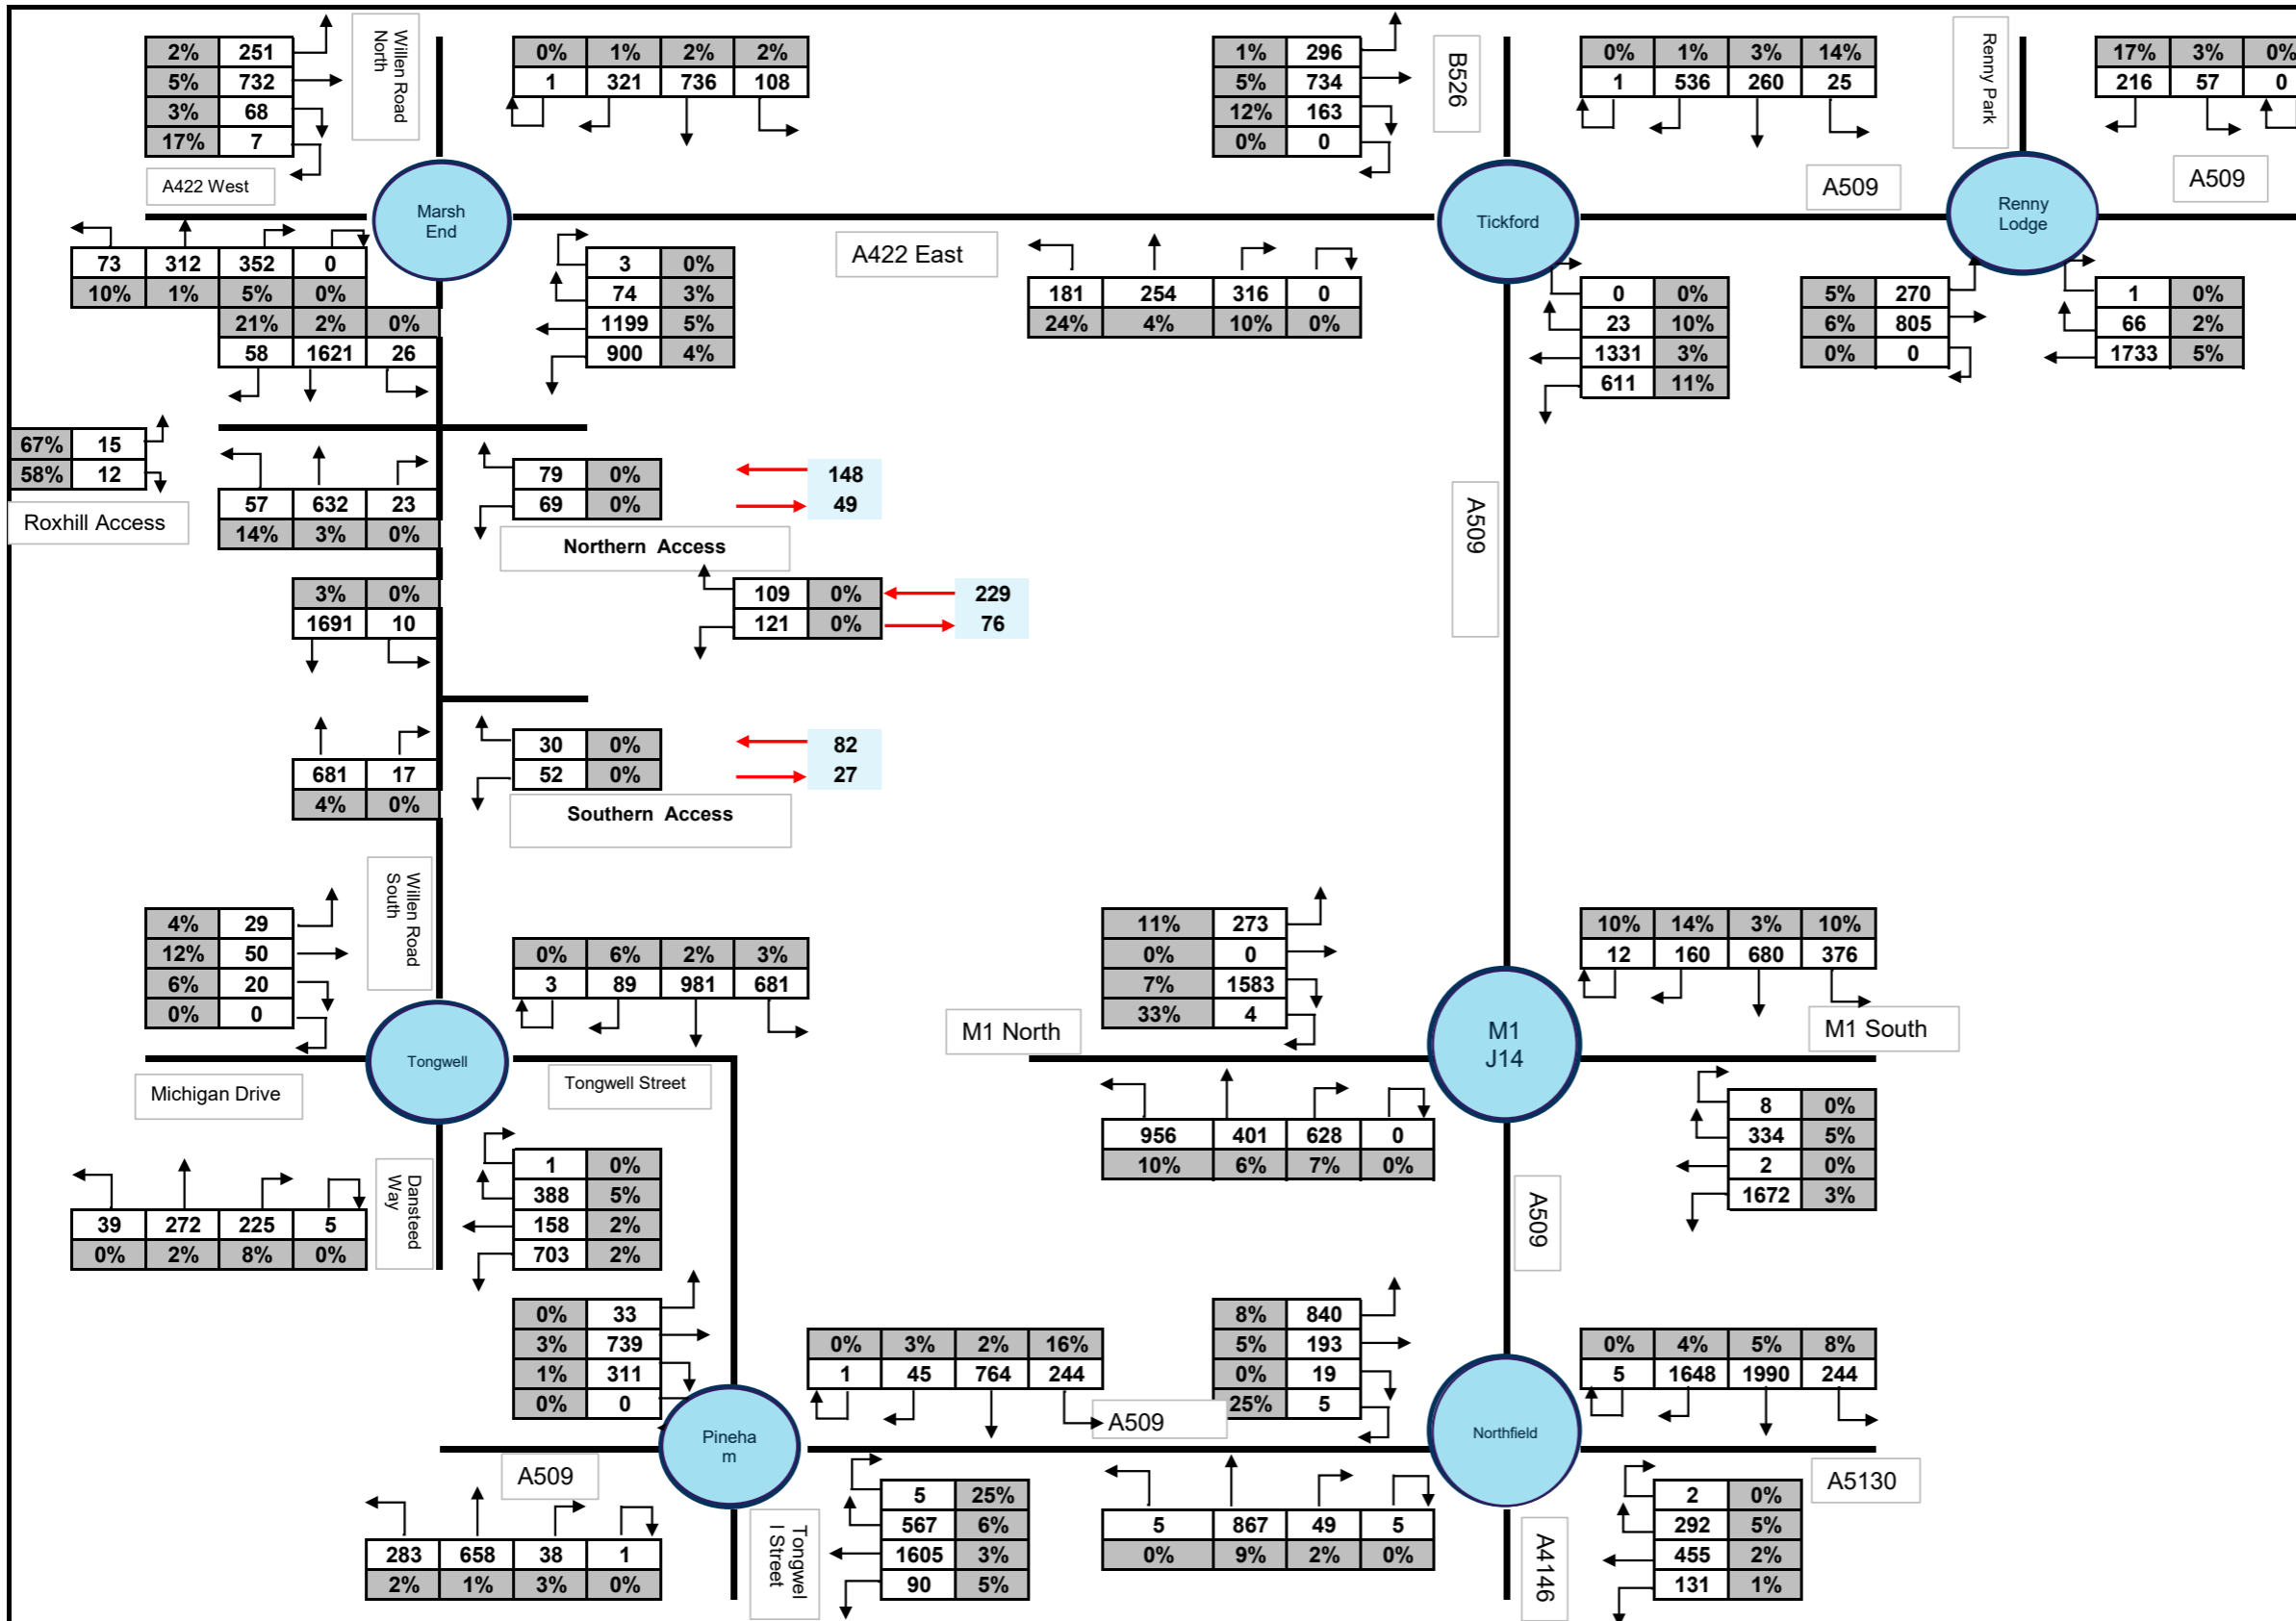 2% 251
5% 732
3% 68
17% 7
Willen Road
North
0% 1% 2% 2%
1 321 736 108
A422 West
Marsh
End
73 312 352 0
10% 1% 5% 0%
3 0%
74 3%
1199 5%
900 4%
A422 East
21% 2% 0%
58 1621 26
1% 296
5% 734
12% 163
0% 0
B526
0% 1% 3% 14%
1 536 260 25
Tickford
181 254 316 0
24% 4% 10% 0%
0 0%
23 10%
1331 3%
611 11%
A509
Renny Park
17% 3% 0%
216 57 0
A509
Renny
Lodge
5% 270
6% 805
0% 0
1 0%
66 2%
1733 5%
67% 15
58% 12
Roxhill Access
57 632 23
14% 3% 0%
79 0%
69 0%
148
49
Northern Access
109 0%
121 0%
229
76
A509
3% 0%
1691 10
681 17
4% 0%
30 0%
52 0%
82
27
Southern Access
Willen Road
South
4% 29
12% 50
6% 20
0% 0
0% 6% 2% 3%
3 89 981 681
Tongwell
Michigan Drive
Tongwell Street
39 272 225 5
0% 2% 8% 0%
Dansteed
Way
1 0%
388 5%
158 2%
703 2%
11% 273
0% 0
7% 1583
33% 4
10% 14% 3% 10%
12 160 680 376
M1 North
M1
J14
M1 South
956 401 628 0
10% 6% 7% 0%
8 0%
334 5%
2 0%
1672 3%
A509
0% 33
3% 739
1% 311
0% 0
0% 3% 2% 16%
1 45 764 244
Pineha
m
A509
A509
283 658 38 1
2% 1% 3% 0%
Tongwel
l Street
5 25%
567 6%
1605 3%
90 5%
8% 840
5% 193
0% 19
25% 5
0% 4% 5% 8%
5 1648 1990 244
Northfield
5 867 49 5
0% 9% 2% 0%
A4146
2 0%
292 5%
455 2%
131 1%
A5130